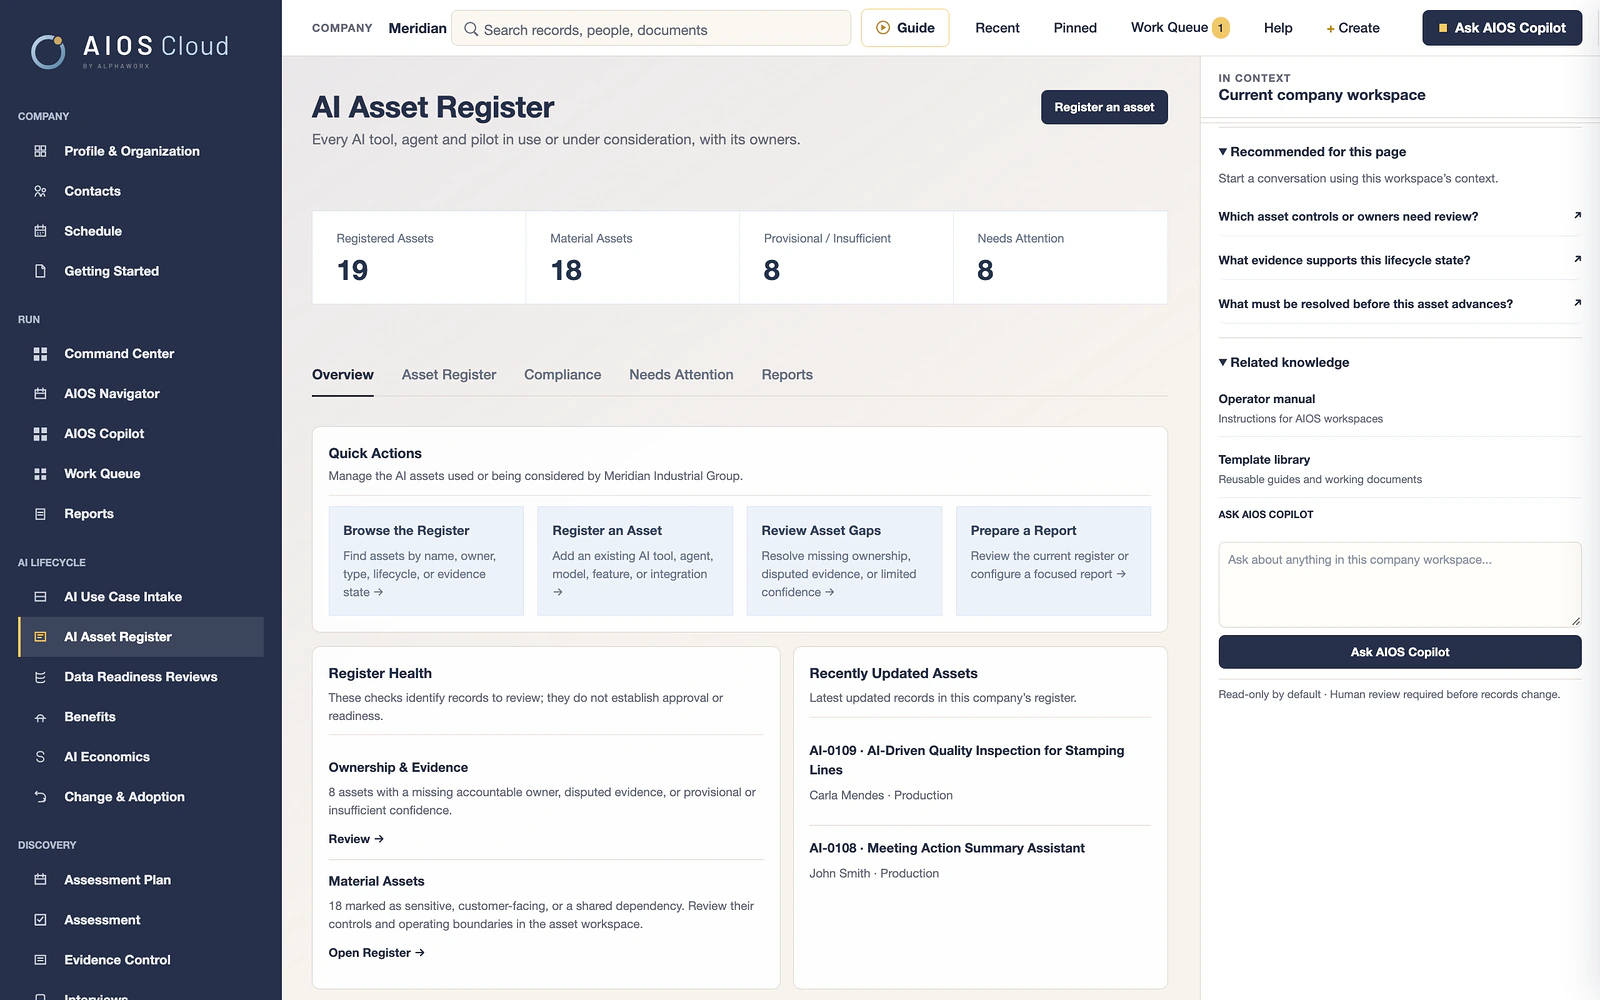 AIOS Cloud
BY ALPHAWORX
COMPANY
Profile & Organization
Contacts
Schedule
Getting Started
RUN
Command Center
AIOS Navigator
AIOS Copilot
Work Queue
Reports
AI LIFECYCLE
AI Use Case Intake
AI Asset Register
Data Readiness Reviews
Benefits
AI Economics
Change & Adoption
DISCOVERY
Assessment Plan
Assessment
Evidence Control
Interviews
COMPANY Meridian
Search records, people, documents
Guide
Recent
Pinned
Work Queue 1
Help
+ Create
Ask AIOS Copilot
AI Asset Register
Every AI tool, agent and pilot in use or under consideration, with its owners.
Register an asset
Registered Assets
19
Material Assets
18
Provisional / Insufficient
8
Needs Attention
8
Overview
Asset Register
Compliance
Needs Attention
Reports
Quick Actions
Manage the AI assets used or being considered by Meridian Industrial Group.
Browse the Register
Find assets by name, owner,
type, lifecycle, or evidence
state →
Register an Asset
Add an existing AI tool, agent,
model, feature, or integration
→
Review Asset Gaps
Resolve missing ownership,
disputed evidence, or limited
confidence →
Prepare a Report
Review the current register or
configure a focused report →
Register Health
These checks identify records to review; they do not establish approval or
readiness.
Ownership & Evidence
8 assets with a missing accountable owner, disputed evidence, or provisional or
insufficient confidence.
Review →
Material Assets
18 marked as sensitive, customer-facing, or a shared dependency. Review their
controls and operating boundaries in the asset workspace.
Open Register →
Recently Updated Assets
Latest updated records in this company's register.
AI-0109 · AI-Driven Quality Inspection for Stamping
Lines
Carla Mendes · Production
AI-0108 · Meeting Action Summary Assistant
John Smith · Production
IN CONTEXT
Current company workspace
▼ Recommended for this page
Start a conversation using this workspace's context.
Which asset controls or owners need review? ↗
What evidence supports this lifecycle state? ↗
What must be resolved before this asset advances? ↗
▼ Related knowledge
Operator manual
Instructions for AIOS workspaces
Template library
Reusable guides and working documents
ASK AIOS COPILOT
Ask about anything in this company workspace...
Ask AIOS Copilot
Read-only by default · Human review required before records change.